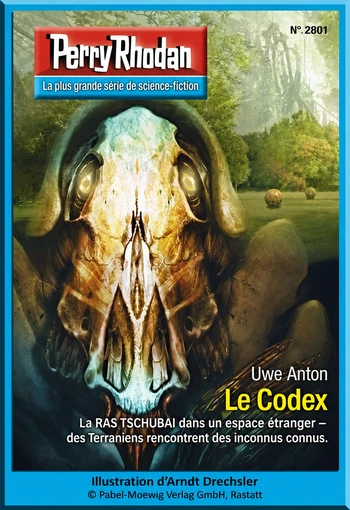 N°. 2801
Perry Rhodan
La plus grande série de science-fiction
Uwe Anton
Le Codex
La RAS TSCHUBAI dans un espace étranger –
des Terraniens rencontrent des inconnus connus.
Illustration d'Arndt Drechsler
© Pabel-Moewig Verlag GmbH, Rastatt